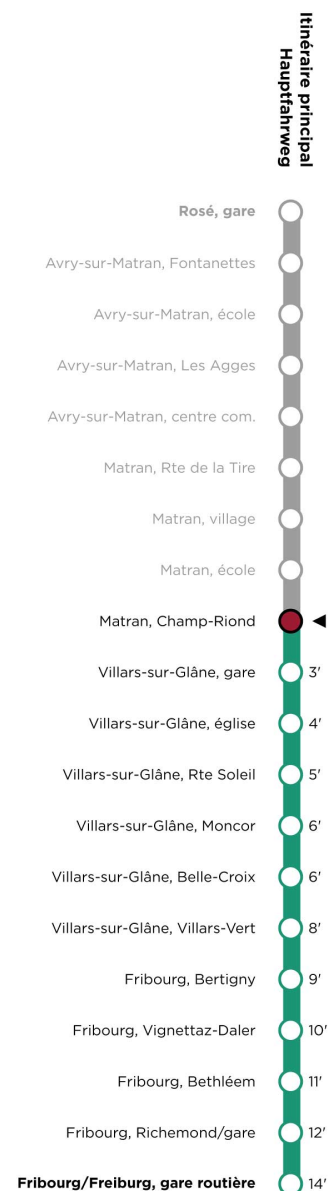 Itinéraire principal
Hauptfahrweg
Rosé, gare
Avry-sur-Matran, Fontanettes
Avry-sur-Matran, école
Avry-sur-Matran, Les Agges
Avry-sur-Matran, centre com.
Matran, Rte de la Tire
Matran, village
Matran, école
Matran, Champ-Riond
Villars-sur-Glâne, gare 3'
Villars-sur-Glâne, église 4'
Villars-sur-Glâne, Rte Soleil 5'
Villars-sur-Glâne, Moncor 6'
Villars-sur-Glâne, Belle-Croix 6'
Villars-sur-Glâne, Villars-Vert 8'
Fribourg, Bertigny 9'
Fribourg, Vignettaz-Daler 10'
Fribourg, Bethléem 11'
Fribourg, Richemond/gare 12'
Fribourg/Freiburg, gare routière 14'